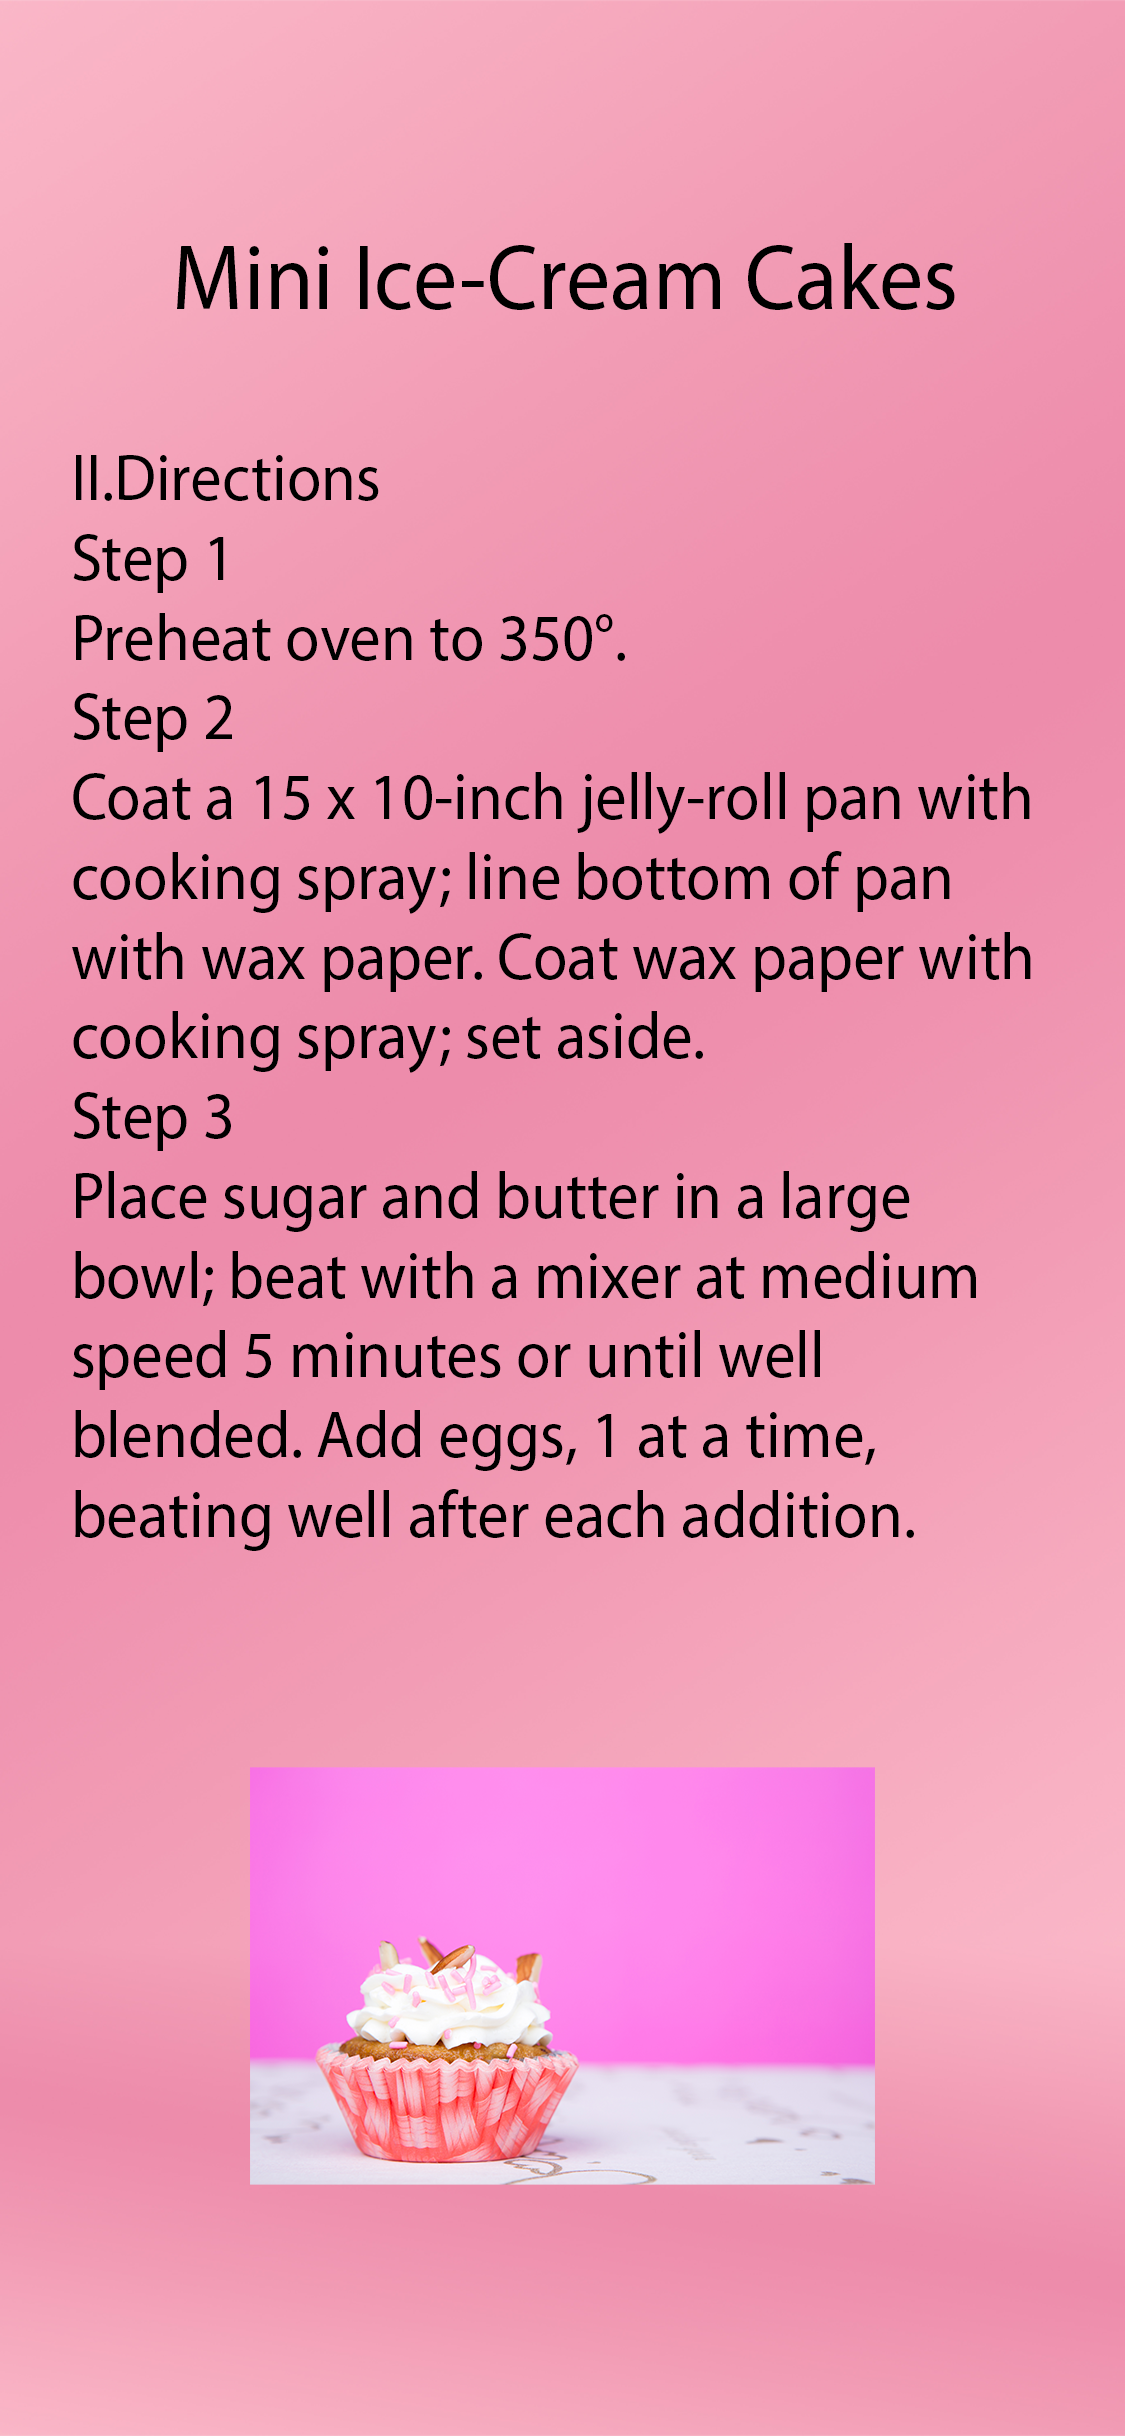 Mini Ice-Cream Cakes
II.Directions
Step 1
Preheat oven to 350°.
Step 2
Coat a 15 x 10-inch jelly-roll pan with
cooking spray; line bottom of pan
with wax paper. Coat wax paper with
cooking spray; set aside.
Step 3
Place sugar and butter in a large
bowl; beat with a mixer at medium
speed 5 minutes or until well
blended. Add eggs, 1 at a time,
beating well after each addition.